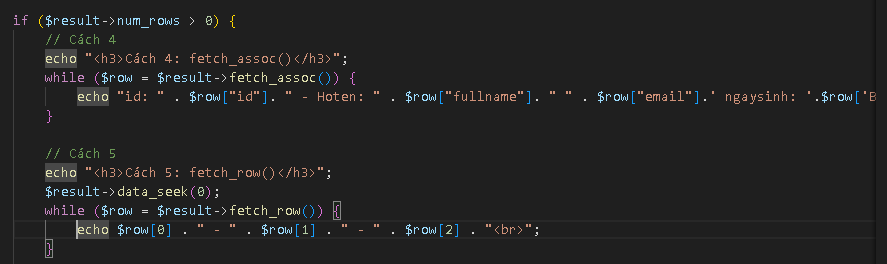 if ($result->num_rows > 0) {
// Cách 4
echo "<h3>Cách 4: fetch_assoc()</h3>";
while ($row = $result->fetch_assoc()) {
echo "id: " . $row["id"]. " - Hoten: " . $row["fullname"]. " " . $row["email"].' ngaysinh: '.$row['B
}
// Cách 5
echo "<h3>Cách 5: fetch_row()</h3>";
$result->data_seek(0);
while ($row = $result->fetch_row()) {
echo $row[0] . " - " . $row[1] . " - " . $row[2] . "<br>";
}